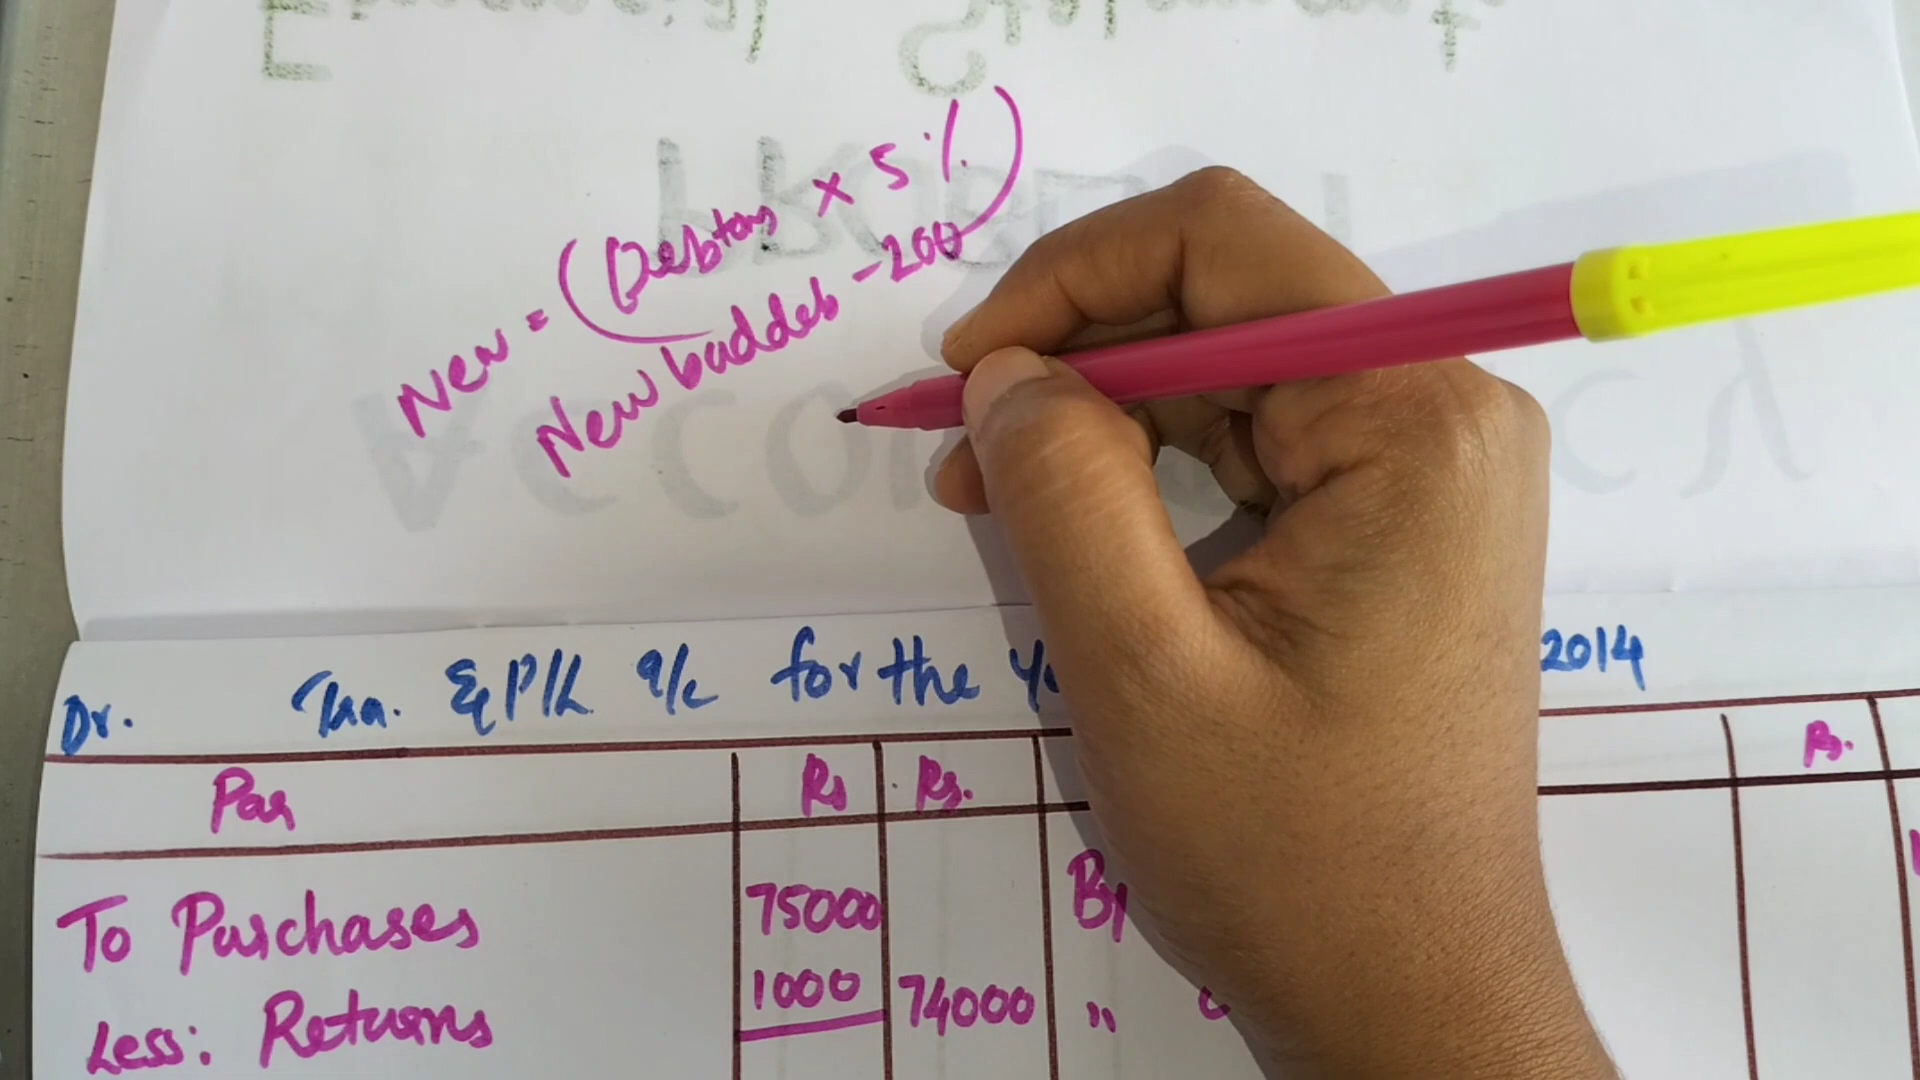 New = (Debtors × 5 %)
New baddeb - 200
Dr. Tra. & P/L a/c for the 2014
Par Rs Rs. Rs.
To Purchases 75000 By
Less: Returns 1000 74000 "